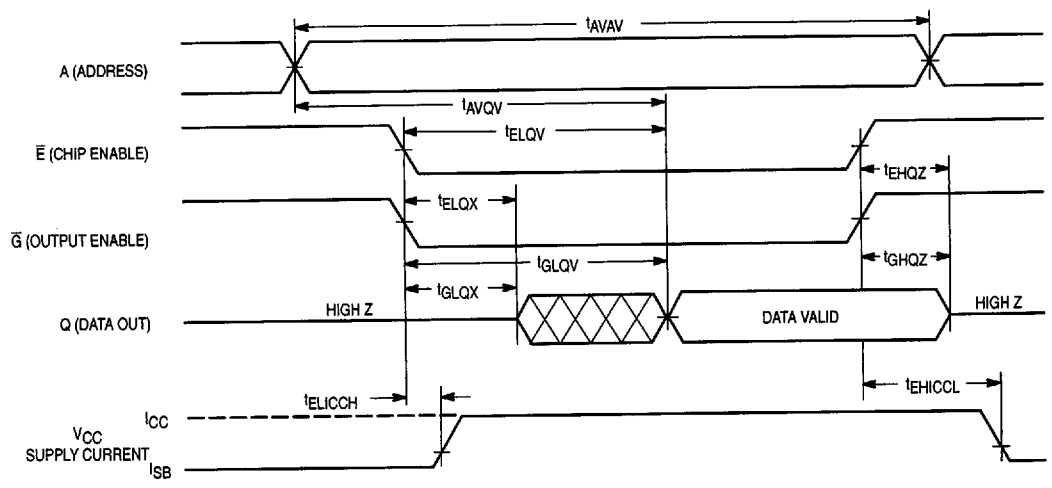 tAVAV
A (ADDRESS)
tAVQV
tELQV
E̅ (CHIP ENABLE)
tEHQZ
tELQX
G̅ (OUTPUT ENABLE)
tGLQV
tGHQZ
tGLQX
HIGH Z
HIGH Z
Q (DATA OUT)
DATA VALID
tELICCH
tEHICCL
ICC
VCC
SUPPLY CURRENT
ISB